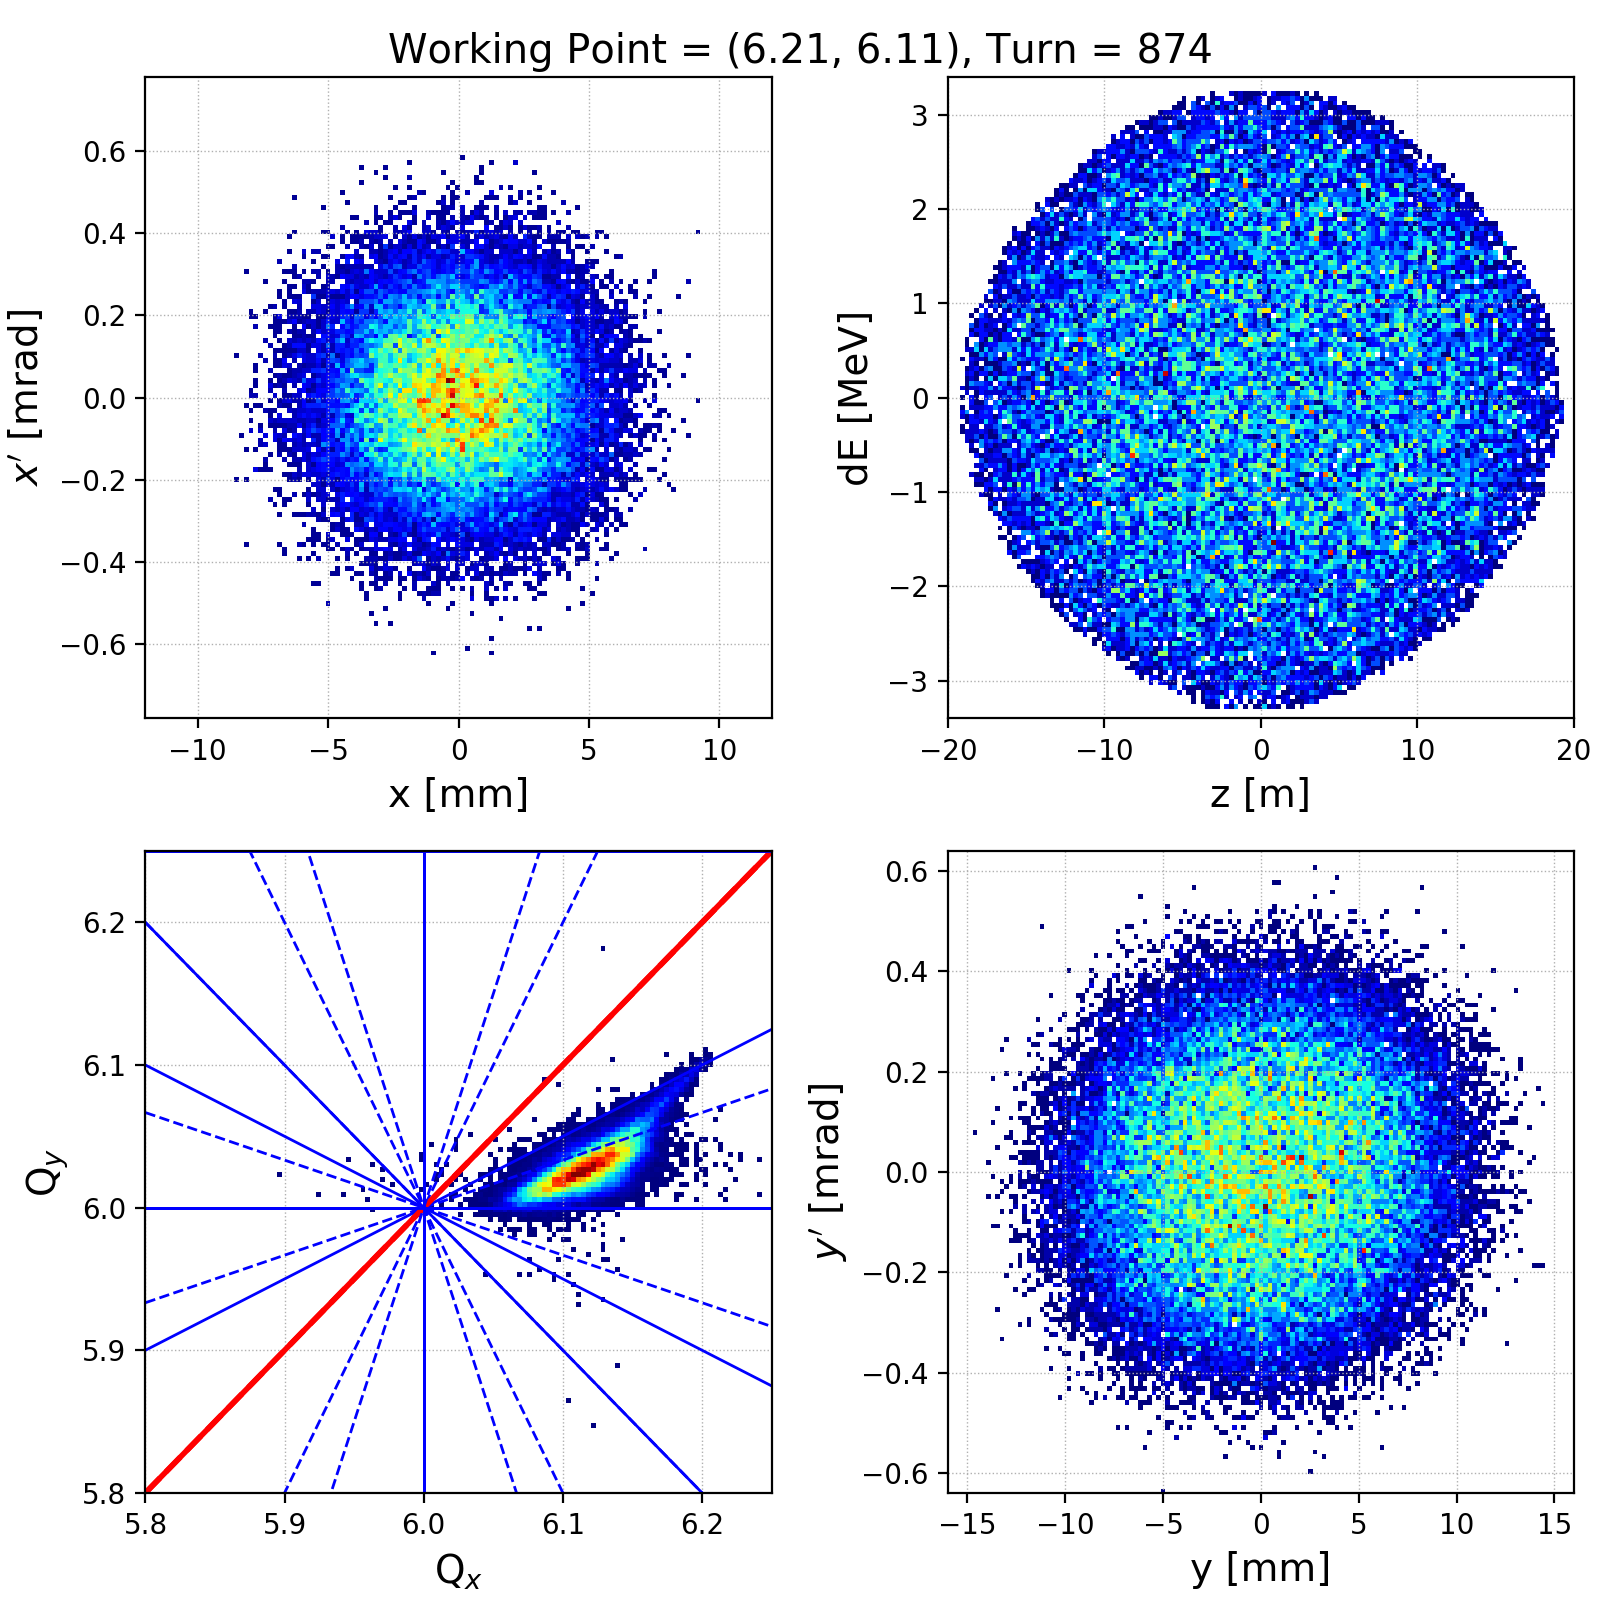 Working Point = (6.21, 6.11), Turn = 874
0.6
0.4
0.2
0.0
−0.2
−0.4
−0.6
x′ [mrad]
−10 −5 0 5 10
x [mm]
3
2
1
0
−1
−2
−3
dE [MeV]
−20 −10 0 10 20
z [m]
6.2
6.1
6.0
5.9
5.8
Qy
5.8 5.9 6.0 6.1 6.2
Qx
0.6
0.4
0.2
0.0
−0.2
−0.4
−0.6
y′ [mrad]
−15 −10 −5 0 5 10 15
y [mm]